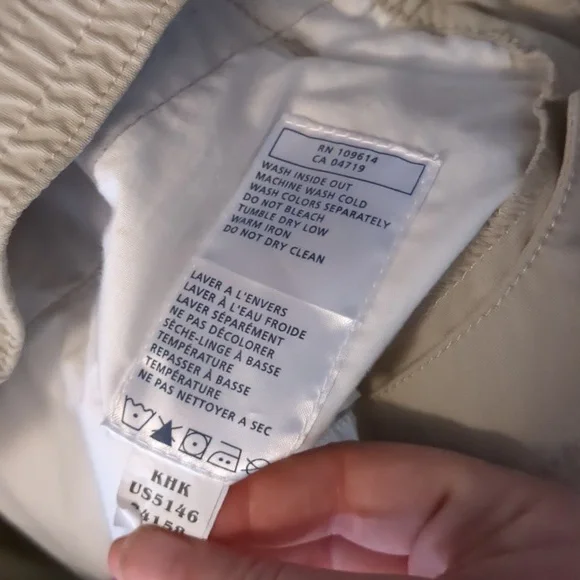 RN 109614
CA 04719
WASH INSIDE OUT
MACHINE WASH COLD
WASH COLORS SEPARATELY
DO NOT BLEACH
TUMBLE DRY LOW
WARM IRON
DO NOT DRY CLEAN
LAVER A L'ENVERS
LAVER À L'EAU FROIDE
LAVER SÉPARÉMENT
NE PAS DÉCOLORER
SÈCHE-LINGE À BASSE
TEMPÉRATURE
REPASSER À BASSE
TEMPÉRATURE
NE PAS NETTOYER A SEC
KHK
US5146